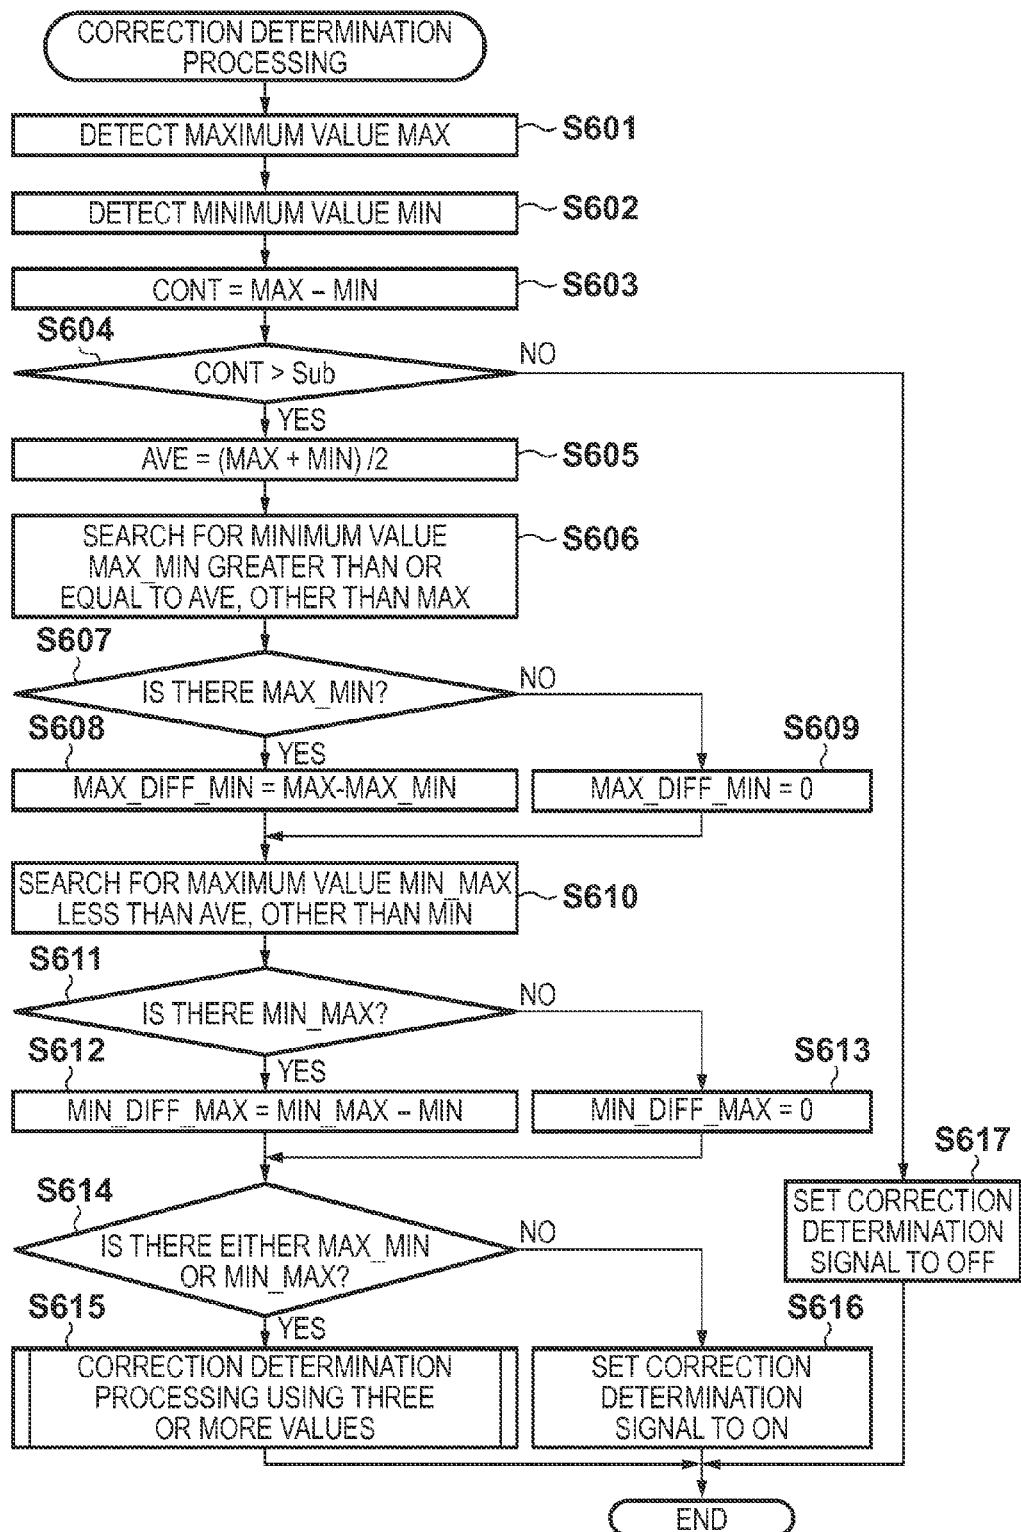 CORRECTION DETERMINATION
PROCESSING
DETECT MAXIMUM VALUE MAX
S601
DETECT MINIMUM VALUE MIN
S602
CONT = MAX – MIN
S603
S604
CONT > Sub
NO
YES
AVE = (MAX + MIN) /2
S605
SEARCH FOR MINIMUM VALUE
MAX_MIN GREATER THAN OR
EQUAL TO AVE, OTHER THAN MAX
S606
S607
IS THERE MAX_MIN?
NO
YES
S608
MAX_DIFF_MIN = MAX-MAX_MIN
S609
MAX_DIFF_MIN = 0
SEARCH FOR MAXIMUM VALUE MIN_MAX
LESS THAN AVE, OTHER THAN MIN
S610
S611
IS THERE MIN_MAX?
NO
YES
S612
MIN_DIFF_MAX = MIN_MAX – MIN
S613
MIN_DIFF_MAX = 0
S614
IS THERE EITHER MAX_MIN
OR MIN_MAX?
NO
YES
S617
SET CORRECTION
DETERMINATION
SIGNAL TO OFF
S615
CORRECTION DETERMINATION
PROCESSING USING THREE
OR MORE VALUES
S616
SET CORRECTION
DETERMINATION
SIGNAL TO ON
END